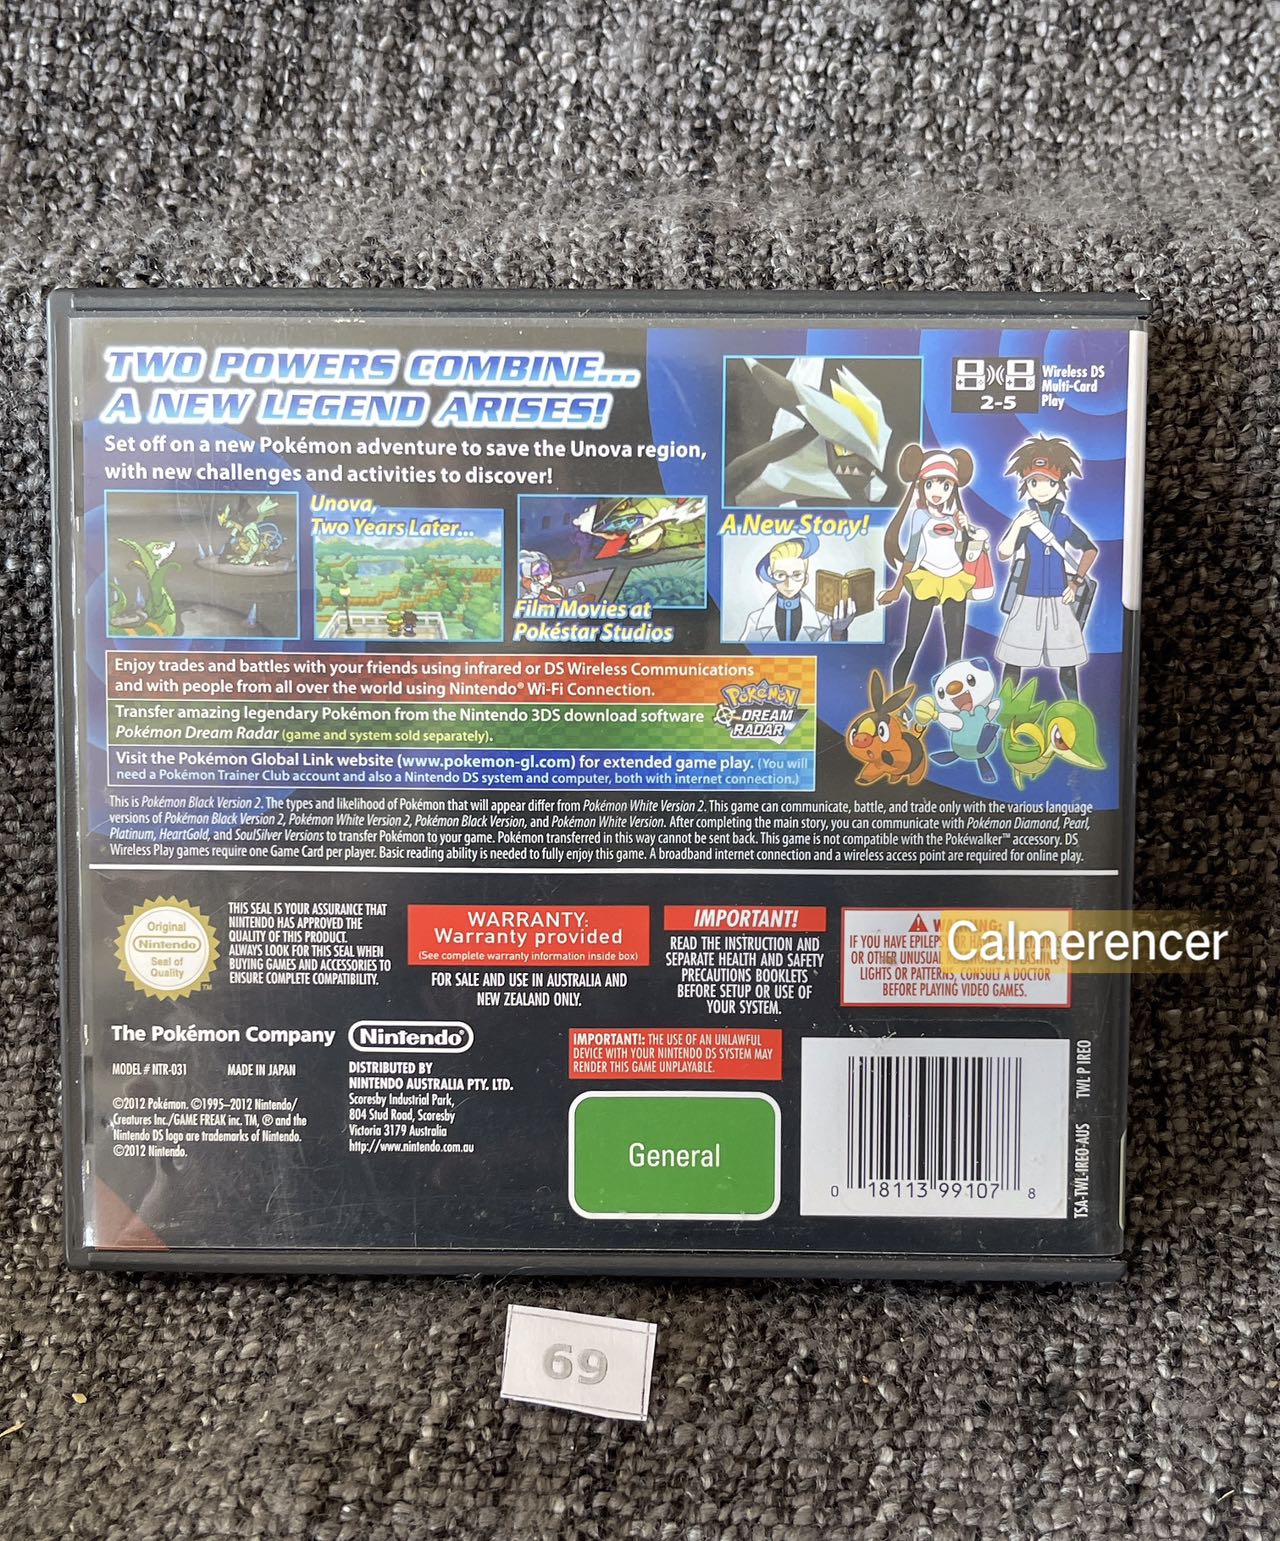 TWO POWERS COMBINE...
A NEW LEGEND ARISES!
Set off on a new Pokémon adventure to save the Unova region,
with new challenges and activities to discover!
Wireless DS
Multi-Card
Play
2-5
Unova,
Two Years Later...
Film Movies at
Pokéstar Studios
A New Story!
Enjoy trades and battles with your friends using infrared or DS Wireless Communications
and with people from all over the world using Nintendo® Wi-Fi Connection.
Transfer amazing legendary Pokémon from the Nintendo 3DS download software
Pokémon Dream Radar (game and system sold separately).
POKéMON
DREAM
RADAR
Visit the Pokémon Global Link website (www.pokemon-gl.com) for extended game play. (You will
need a Pokémon Trainer Club account and also a Nintendo DS system and computer, both with internet connection.)
This is Pokémon Black Version 2. The types and likelihood of Pokémon that will appear differ from Pokémon White Version 2. This game can communicate, battle, and trade only with the various language
versions of Pokémon Black Version 2, Pokémon White Version 2, Pokémon Black Version, and Pokémon White Version. After completing the main story, you can communicate with Pokémon Diamond, Pearl,
Platinum, HeartGold, and SoulSilver Versions to transfer Pokémon to your game. Pokémon transferred in this way cannot be sent back. This game is not compatible with the Pokéwalker™ accessory. DS
Wireless Play games require one Game Card per player. Basic reading ability is needed to fully enjoy this game. A broadband internet connection and a wireless access point are required for online play.
Original
Nintendo
Seal of
Quality
TM
THIS SEAL IS YOUR ASSURANCE THAT
NINTENDO HAS APPROVED THE
QUALITY OF THIS PRODUCT.
ALWAYS LOOK FOR THIS SEAL WHEN
BUYING GAMES AND ACCESSORIES TO
ENSURE COMPLETE COMPATIBILITY.
WARRANTY:
Warranty provided
(See complete warranty information inside box)
FOR SALE AND USE IN AUSTRALIA AND
NEW ZEALAND ONLY.
IMPORTANT!
READ THE INSTRUCTION AND
SEPARATE HEALTH AND SAFETY
PRECAUTIONS BOOKLETS
BEFORE SETUP OR USE OF
YOUR SYSTEM.
IF YOU HAVE
OR OTHER UNUSUAL
LIGHTS OR PATTERNS, CONSULT A DOCTOR
BEFORE PLAYING VIDEO GAMES.
Calmerencer
The Pokémon Company
Nintendo®
MODEL # NTR-031 MADE IN JAPAN
©2012 Pokémon. ©1995–2012 Nintendo/
Creatures Inc./GAME FREAK inc. TM, ® and the
Nintendo DS logo are trademarks of Nintendo.
©2012 Nintendo.
DISTRIBUTED BY
NINTENDO AUSTRALIA PTY. LTD.
Scoresby Industrial Park,
804 Stud Road, Scoresby
Victoria 3179 Australia
http://www.nintendo.com.au
IMPORTANT!: THE USE OF AN UNLAWFUL
DEVICE WITH YOUR NINTENDO DS SYSTEM MAY
RENDER THIS GAME UNPLAYABLE.
General
0 18113 99107 8
TSA-TWL-IREO-AUS TWL P IREO
69